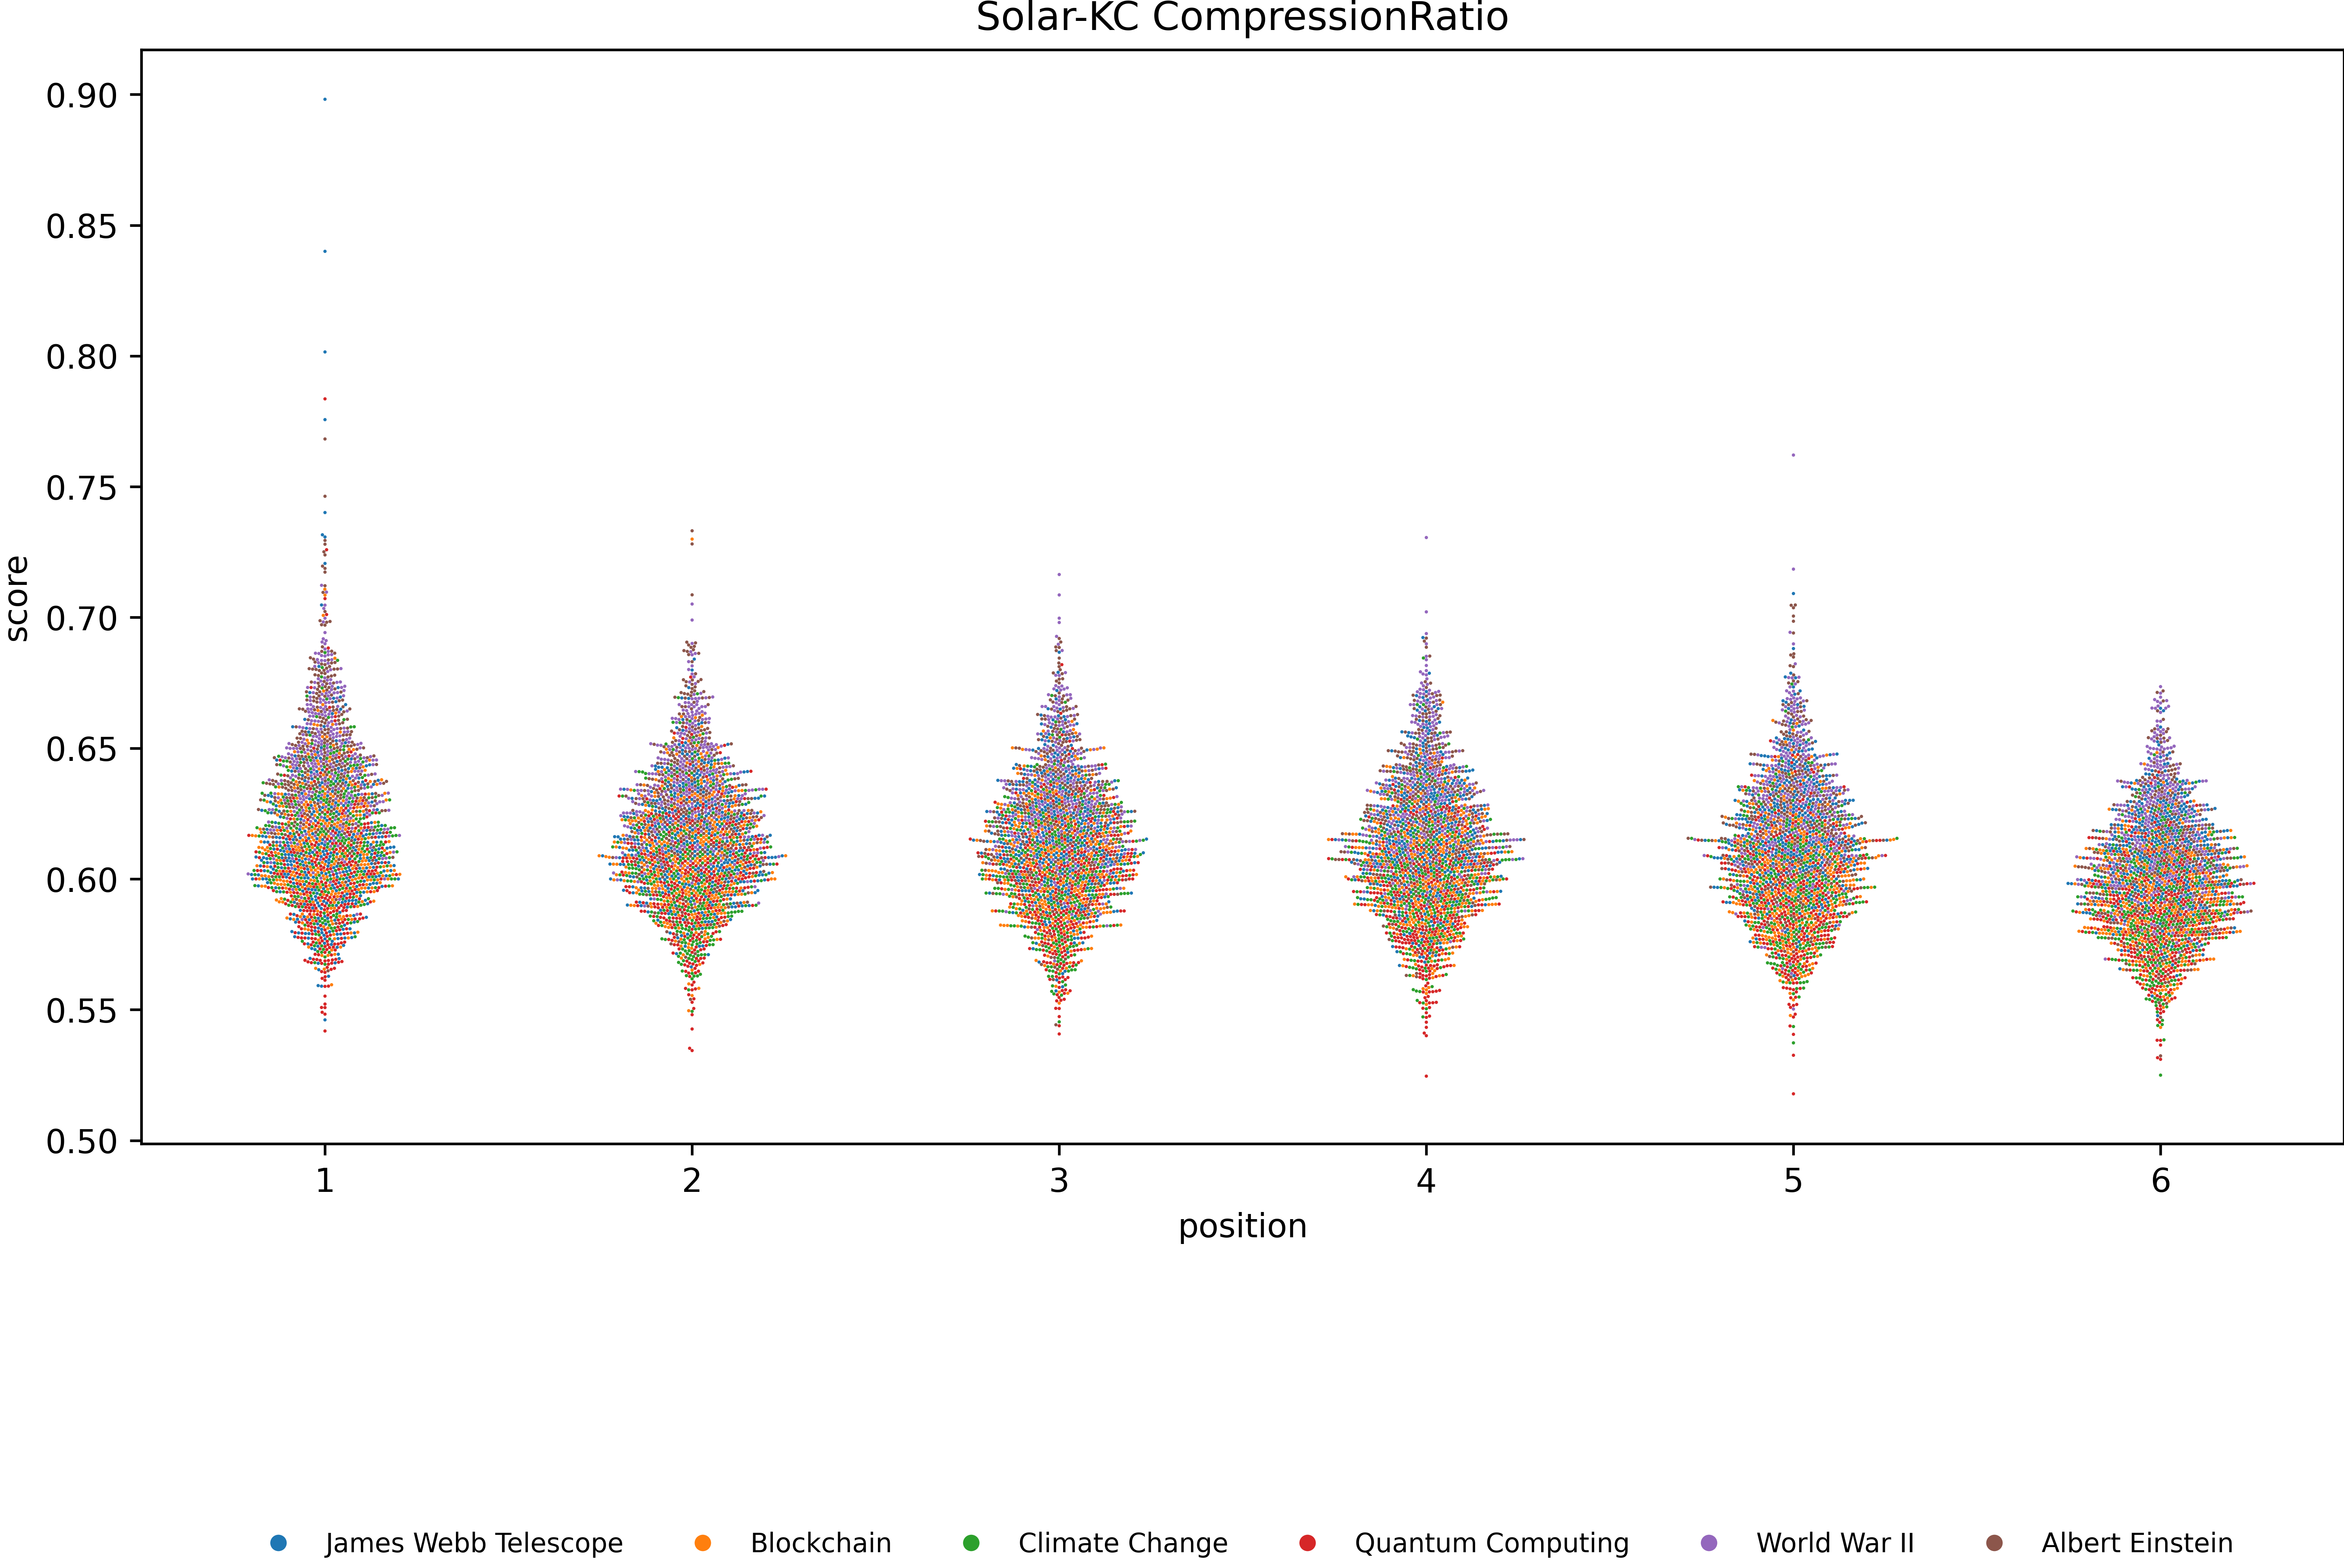 Solar-KC CompressionRatio
0.90
0.85
0.80
0.75
0.70
0.65
0.60
0.55
0.50
score
1 2 3 4 5 6
position
James Webb Telescope Blockchain Climate Change Quantum Computing World War II Albert Einstein